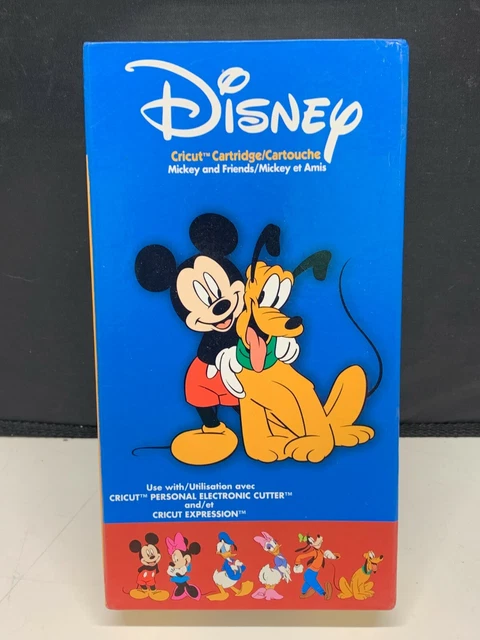 Disney
Cricut™ Cartridge/Cartouche
Mickey and Friends/Mickey et Amis
Use with/Utilisation avec
CRICUT™ PERSONAL ELECTRONIC CUTTER™
and/et
CRICUT EXPRESSION™